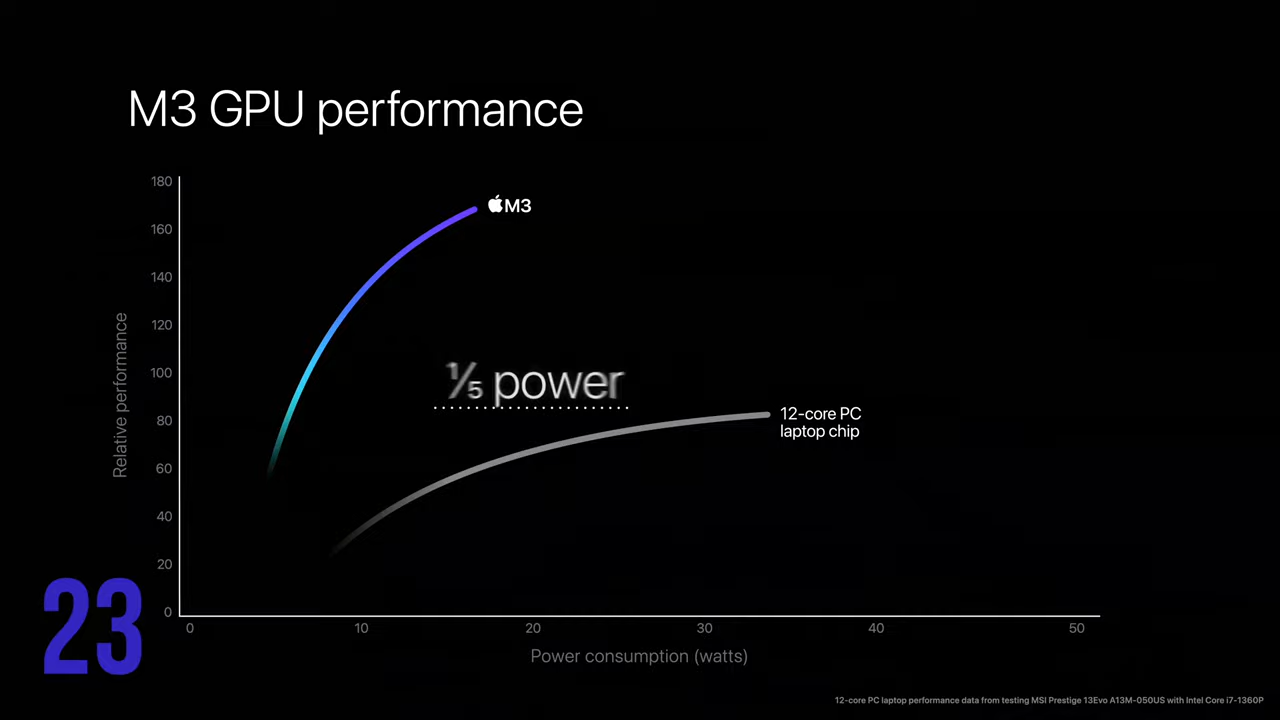 M3 GPU performance
180
160
140
120
100
80
60
40
20
0
Relative performance
M3
⅕ power
12-core PC
laptop chip
0 10 20 30 40 50
Power consumption (watts)
23
12-core PC laptop performance data from testing MSI Prestige 13Evo A13M-050US with Intel Core i7-1360P